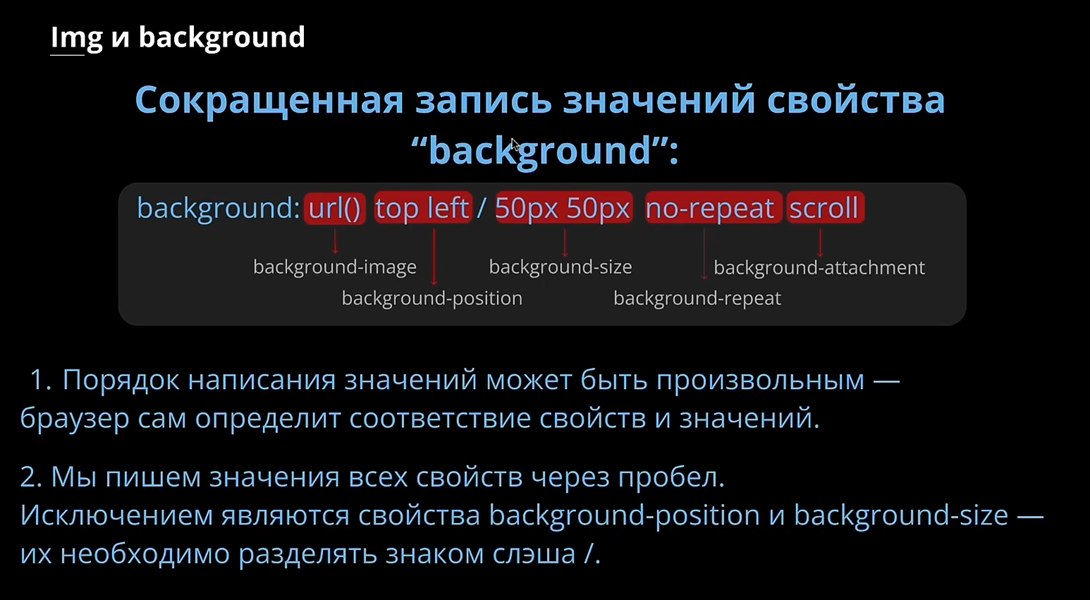 Img и background
Сокращенная запись значений свойства
“background”:
background: url() top left / 50px 50px no-repeat scroll
background-image background-size background-attachment
background-position background-repeat
1. Порядок написания значений может быть произвольным —
браузер сам определит соответствие свойств и значений.
2. Мы пишем значения всех свойств через пробел.
Исключением являются свойства background-position и background-size —
их необходимо разделять знаком слэша /.